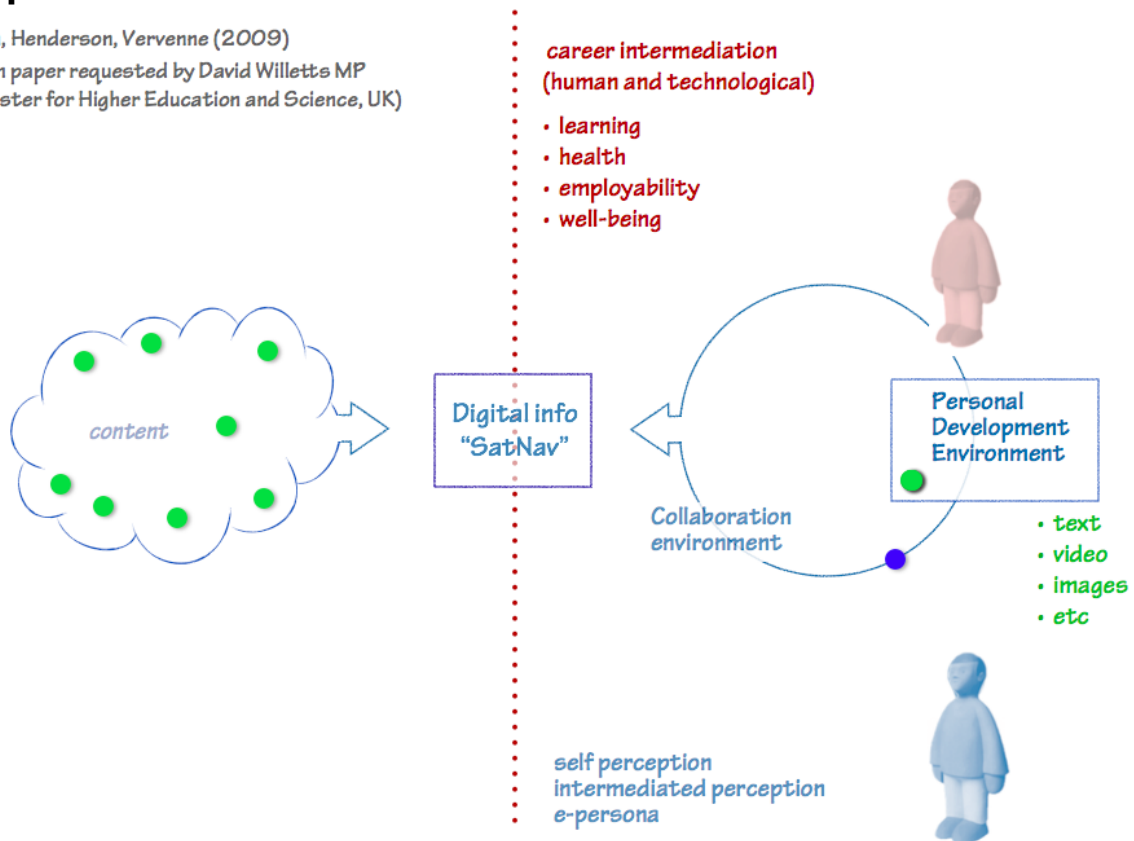 , Henderson, Vervenne (2009)
paper requested by David Willetts MP
for Higher Education and Science, UK)
career intermediation
(human and technological)
• learning
• health
• employability
• well-being
content
Digital info
“SatNav”
Personal
Development
Environment
Collaboration
environment
• text
• video
• images
• etc
self perception
intermediated perception
e-persona